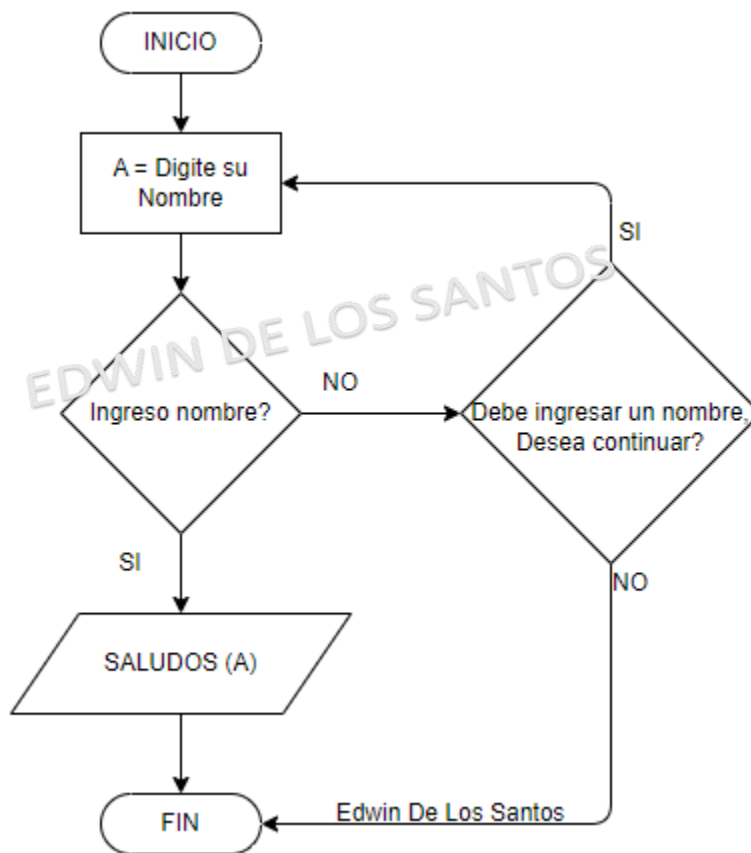 INICIO
A = Digite su
Nombre
SI
EDWIN DE LOS SANTOS
NO
Ingreso nombre?
Debe ingresar un nombre,
Desea continuar?
SI
NO
SALUDOS (A)
Edwin De Los Santos
FIN